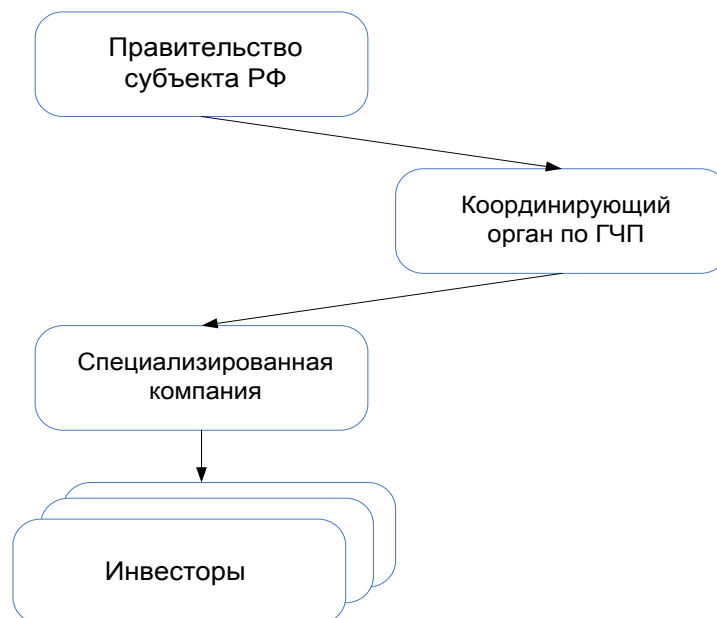 Правительство
субъекта РФ
Координирующий
орган по ГЧП
Специализированная
компания
Инвесторы